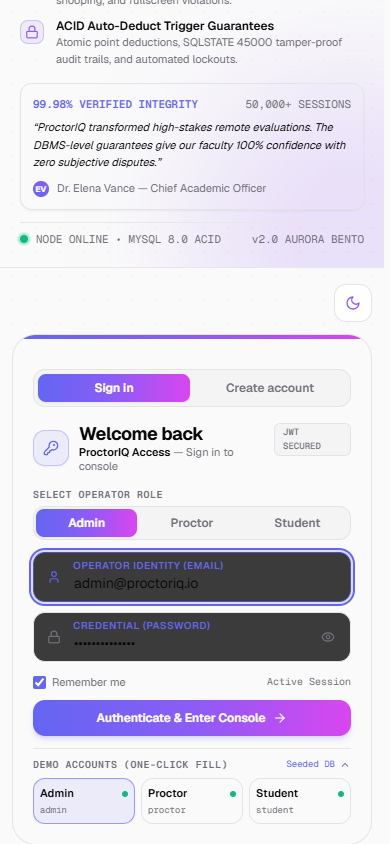 snooping, and fullscreen violations.
ACID Auto-Deduct Trigger Guarantees
Atomic point deductions, SQLSTATE 45000 tamper-proof
audit trails, and automated lockouts.
99.98% VERIFIED INTEGRITY 50,000+ SESSIONS
“ProctorIQ transformed high-stakes remote evaluations. The
DBMS-level guarantees give our faculty 100% confidence with
zero subjective disputes.”
EV Dr. Elena Vance — Chief Academic Officer
NODE ONLINE • MYSQL 8.0 ACID v2.0 AURORA BENTO
Sign in Create account
Welcome back
JWT
SECURED
ProctorIQ Access — Sign in to
console
SELECT OPERATOR ROLE
Admin Proctor Student
OPERATOR IDENTITY (EMAIL)
admin@proctoriq.io
CREDENTIAL (PASSWORD)
••••••••••••••
Remember me Active Session
Authenticate & Enter Console →
DEMO ACCOUNTS (ONE-CLICK FILL) Seeded DB
Admin Proctor Student
admin proctor student